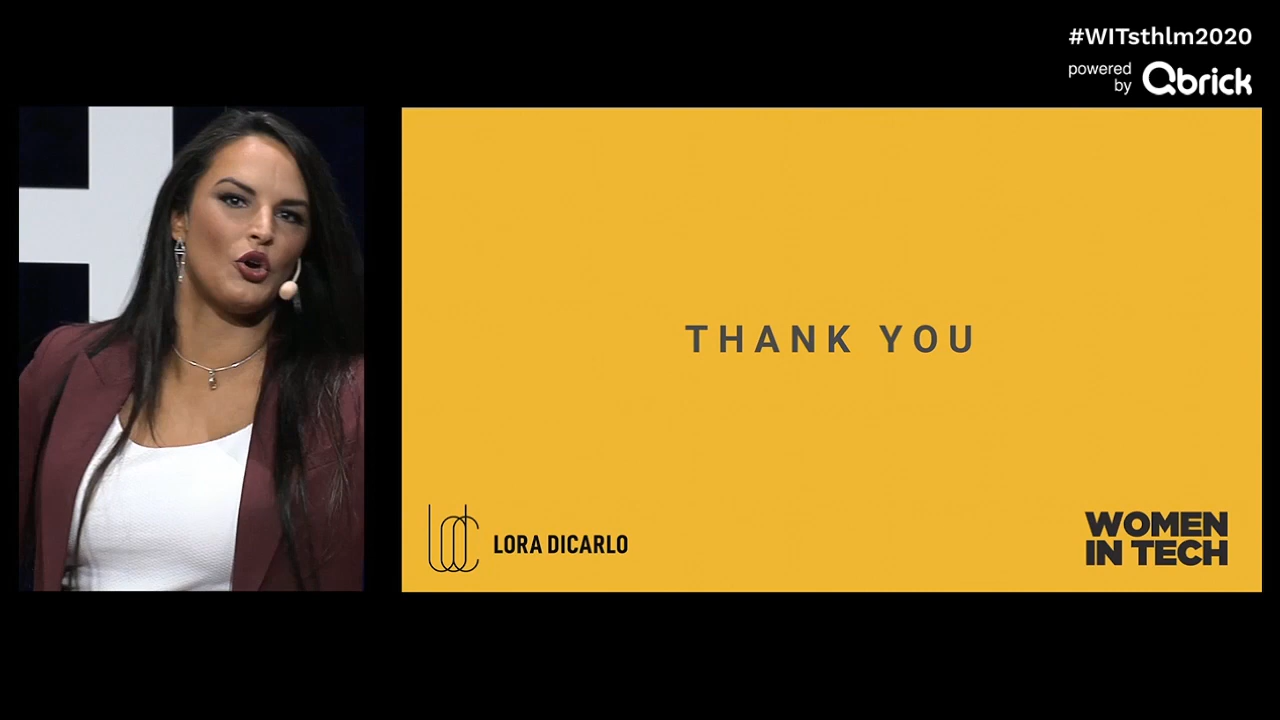 #WITsthlm2020
powered
by
Qbrick
THANK YOU
LORA DICARLO
WOMEN
IN TECH